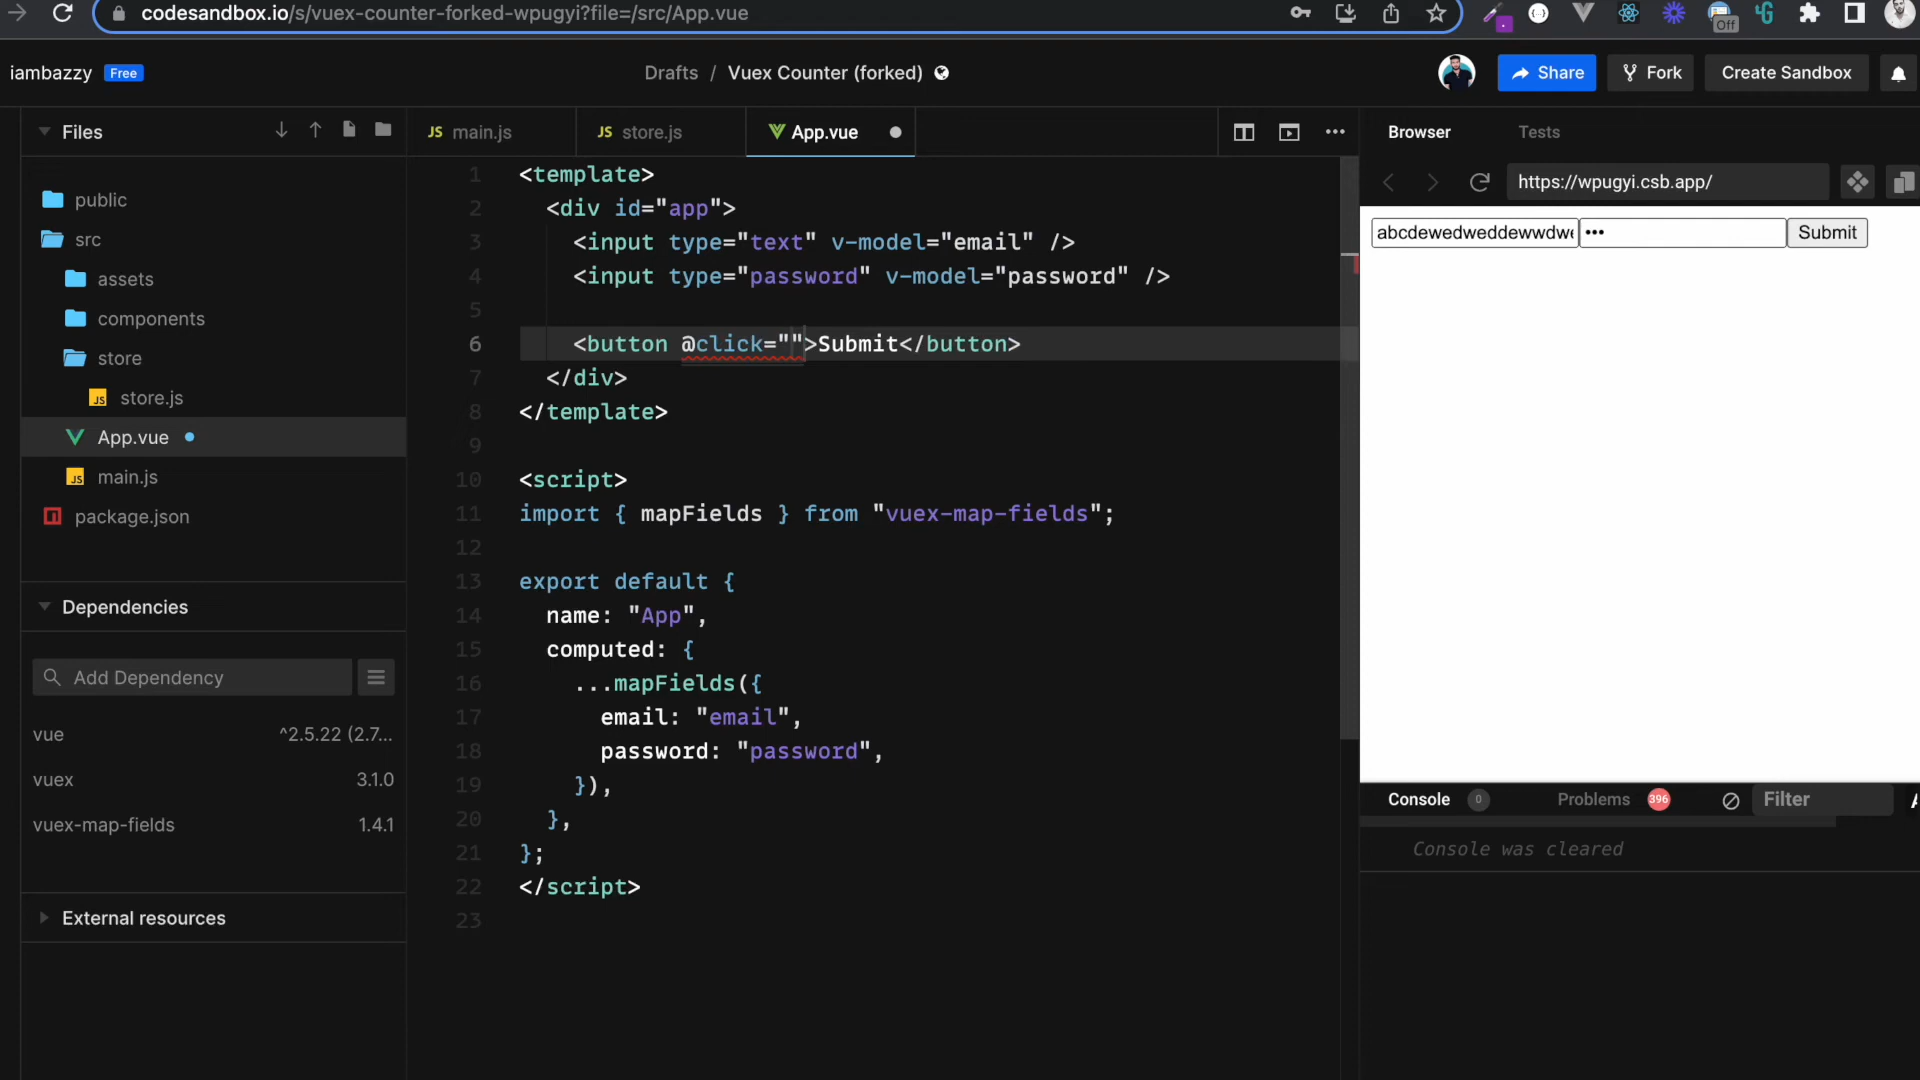 codesandbox.io/s/vuex-counter-forked-wpugyi?file=/src/App.vue
Off
iambazzy Free
Drafts / Vuex Counter (forked)
Share
Fork
Create Sandbox
Files
JS main.js
JS store.js
App.vue
Browser
Tests
https://wpugyi.csb.app/
public
src
assets
components
store
JS store.js
App.vue
JS main.js
package.json
Dependencies
Add Dependency
vue ^2.5.22 (2.7...
vuex 3.1.0
vuex-map-fields 1.4.1
External resources
1 <template>
2 <div id="app">
3 <input type="text" v-model="email" />
4 <input type="password" v-model="password" />
5
6 <button @click="">Submit</button>
7 </div>
8 </template>
9
10 <script>
11 import { mapFields } from "vuex-map-fields";
12
13 export default {
14 name: "App",
15 computed: {
16 ...mapFields({
17 email: "email",
18 password: "password",
19 }),
20 },
21 };
22 </script>
23
abcdewedweddewwdwe ••• Submit
Console 0
Problems 396
Filter
Console was cleared